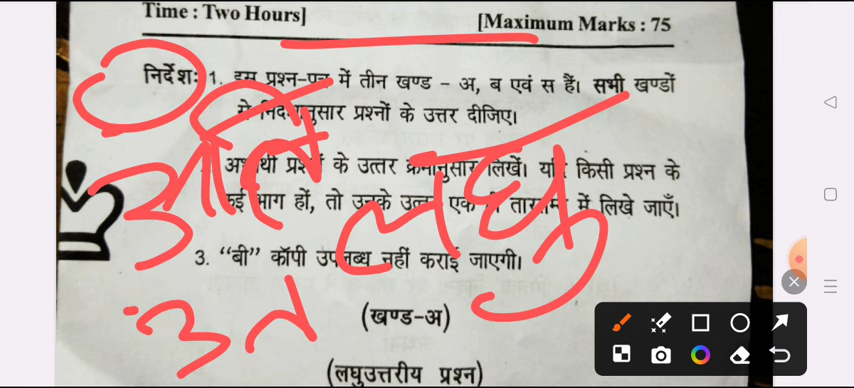 Time : Two Hours] [Maximum Marks : 75
निर्देशः 1. इस प्रश्न-पत्र में तीन खण्ड - अ, ब एवं स हैं। सभी खण्डों
से निर्देशानुसार प्रश्नों के उत्तर दीजिए।
अभ्यर्थी प्रश्नों के उत्तर क्रमानुसार लिखें। यदि किसी प्रश्न के
कई भाग हों, तो उनके उत्तर एक ही तारतम्य में लिखे जाएँ।
3. “बी” कॉपी उपलब्ध नहीं कराई जाएगी।
अति लघु
उत
(खण्ड-अ)
(लघुउत्तरीय प्रश्न)